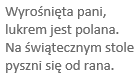 Wyrośnięta pani,
lukrem jest polana.
Na świątecznym stole
pyszni się od rana.